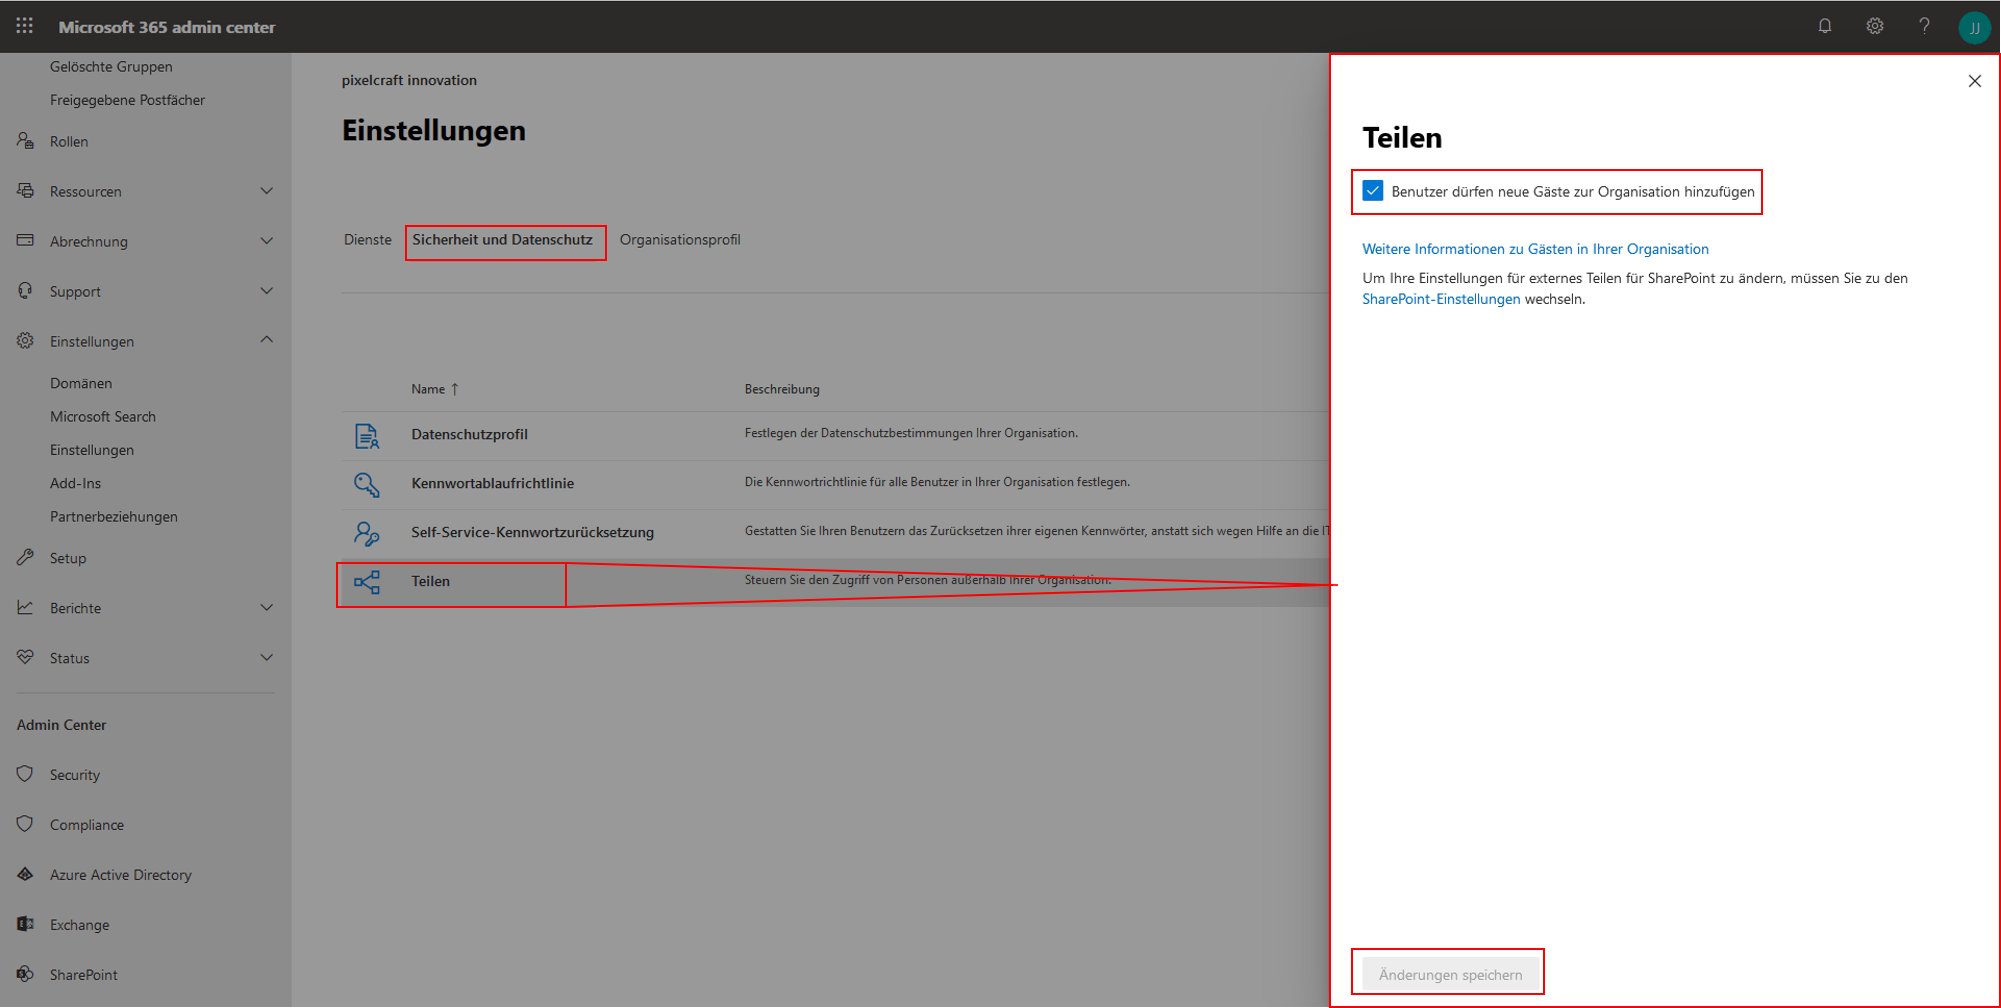 Microsoft 365 admin center
JJ
Gelöschte Gruppen
Freigegebene Postfächer
Rollen
Ressourcen
Abrechnung
Support
Einstellungen
Domänen
Microsoft Search
Einstellungen
Add-Ins
Partnerbeziehungen
Setup
Berichte
Status
Admin Center
Security
Compliance
Azure Active Directory
Exchange
SharePoint
pixelcraft innovation
Einstellungen
Dienste
Sicherheit und Datenschutz
Organisationsprofil
Name ↑
Beschreibung
Datenschutzprofil
Festlegen der Datenschutzbestimmungen Ihrer Organisation.
Kennwortablaufrichtlinie
Die Kennwortrichtlinie für alle Benutzer in Ihrer Organisation festlegen.
Self-Service-Kennwortzurücksetzung
Gestatten Sie Ihren Benutzern das Zurücksetzen ihrer eigenen Kennwörter, anstatt sich wegen Hilfe an die IT
Teilen
Steuern Sie den Zugriff von Personen außerhalb Ihrer Organisation.
Teilen
Benutzer dürfen neue Gäste zur Organisation hinzufügen
Weitere Informationen zu Gästen in Ihrer Organisation
Um Ihre Einstellungen für externes Teilen für SharePoint zu ändern, müssen Sie zu den
SharePoint-Einstellungen wechseln.
Änderungen speichern